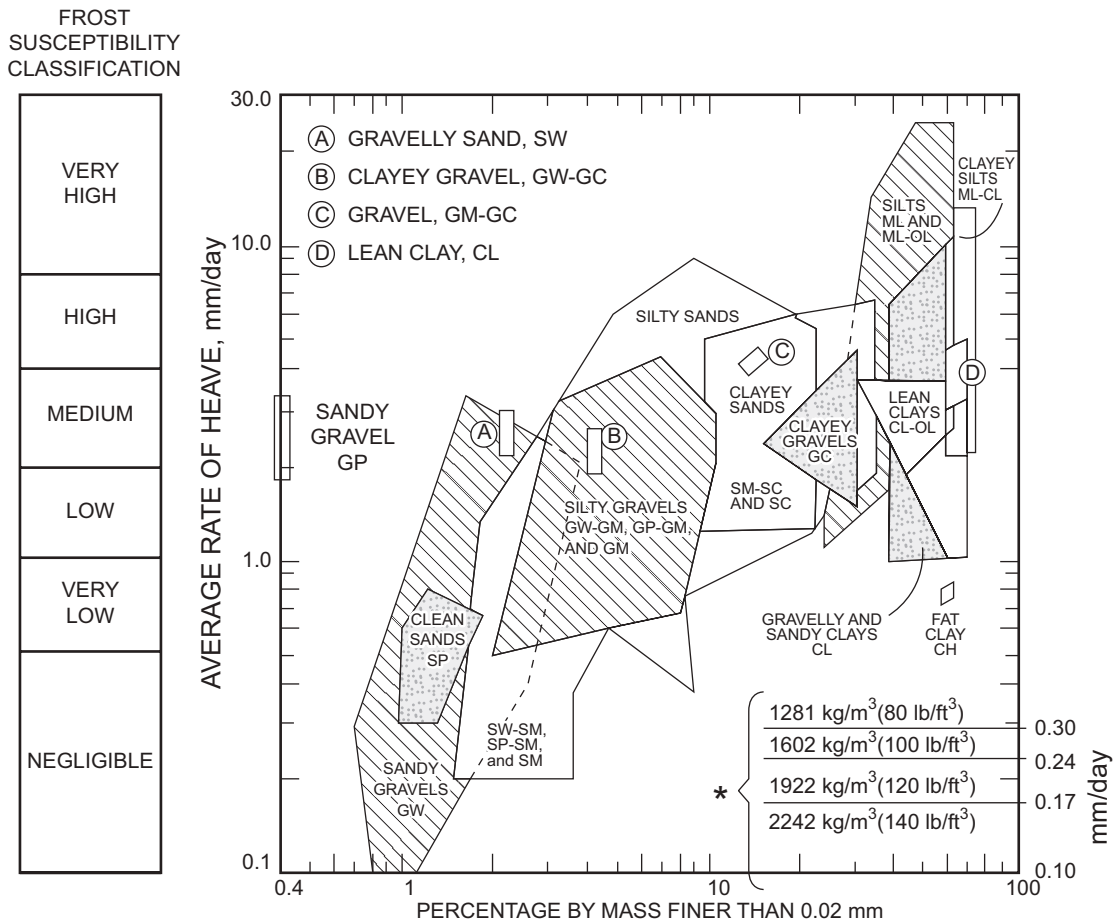 FROST
SUSCEPTIBILITY
CLASSIFICATION
VERY
HIGH
HIGH
MEDIUM
LOW
VERY
LOW
NEGLIGIBLE
AVERAGE RATE OF HEAVE, mm/day
30.0
10.0
1.0
0.1
A GRAVELLY SAND, SW
B CLAYEY GRAVEL, GW-GC
C GRAVEL, GM-GC
D LEAN CLAY, CL
SANDY
GRAVEL
GP
A
B
C
D
SILTY SANDS
CLAYEY
SILTS
ML-CL
SILTS
ML AND
ML-OL
CLAYEY
SANDS
SM-SC
AND SC
CLAYEY
GRAVELS
GC
LEAN
CLAYS
CL-OL
SILTY GRAVELS
GW-GM, GP-GM,
AND GM
CLEAN
SANDS
SP
SW-SM,
SP-SM,
and SM
SANDY
GRAVELS
GW
GRAVELLY AND
SANDY CLAYS
CL
FAT
CLAY
CH
*
1281 kg/m³(80 lb/ft³)
1602 kg/m³(100 lb/ft³)
1922 kg/m³(120 lb/ft³)
2242 kg/m³(140 lb/ft³)
0.30
0.24
0.17
0.10
mm/day
0.4
1
10
100
PERCENTAGE BY MASS FINER THAN 0.02 mm